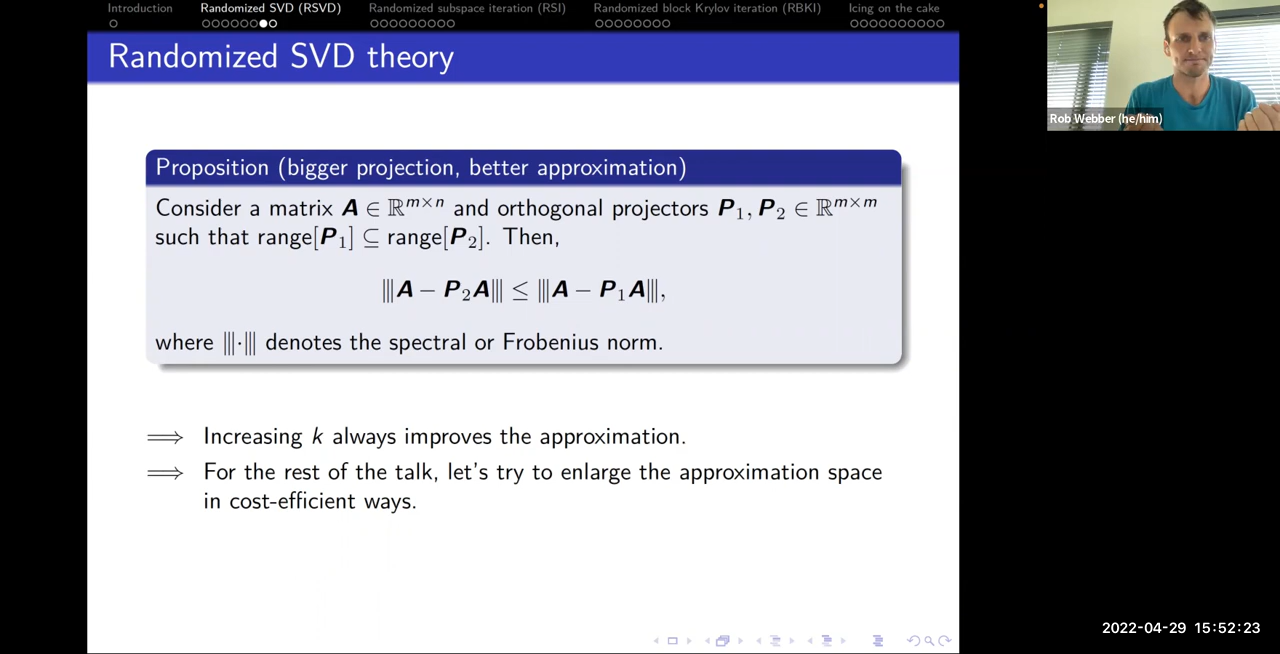 Introduction Randomized SVD (RSVD) Randomized subspace iteration (RSI) Randomized block Krylov iteration (RBKI) Icing on the cake
Randomized SVD theory
Rob Webber (he/him)
Proposition (bigger projection, better approximation)
Consider a matrix A ∈ ℝ^{m×n} and orthogonal projectors P₁, P₂ ∈ ℝ^{m×m}
such that range[P₁] ⊆ range[P₂]. Then,
|||A − P₂A||| ≤ |||A − P₁A|||,
where |||·||| denotes the spectral or Frobenius norm.
⟹ Increasing k always improves the approximation.
⟹ For the rest of the talk, let's try to enlarge the approximation space
in cost-efficient ways.
2022-04-29 15:52:23